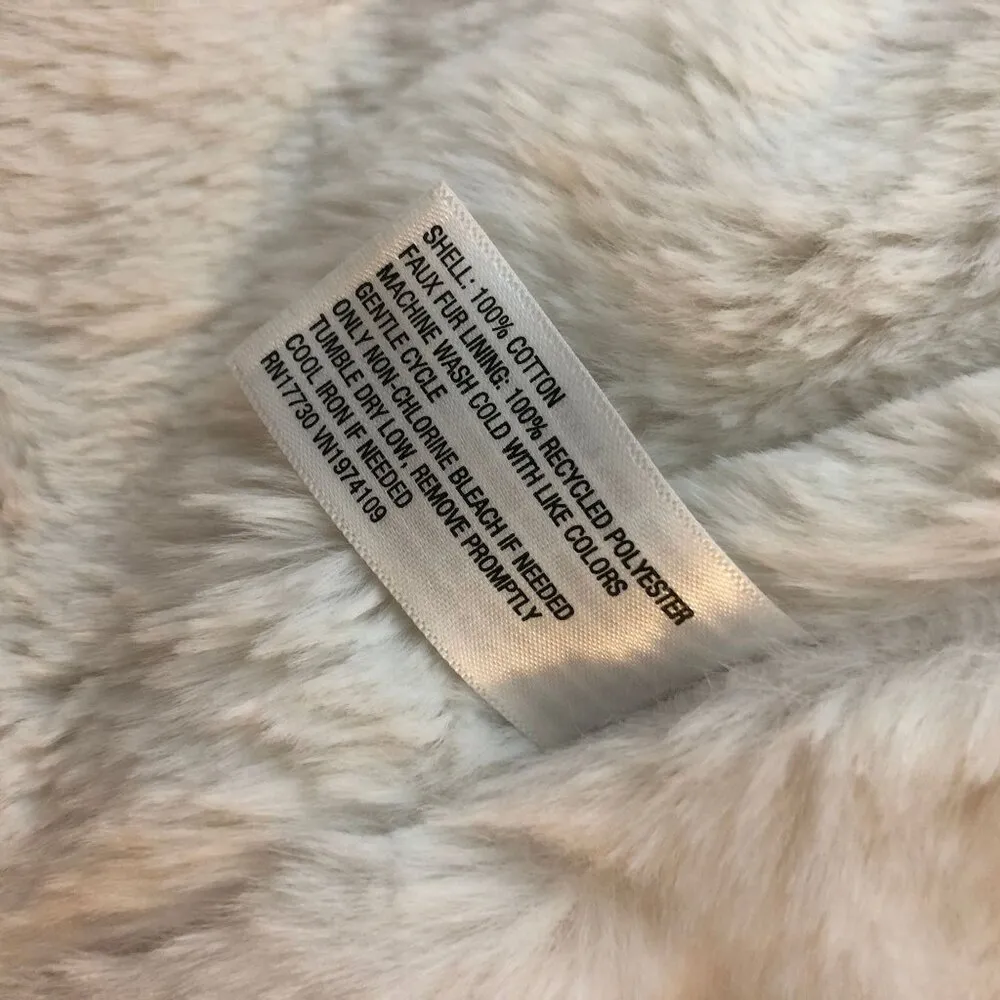 SHELL: 100% COTTON
FAUX FUR LINING: 100% RECYCLED POLYESTER
MACHINE WASH COLD WITH LIKE COLORS
GENTLE CYCLE
ONLY NON-CHLORINE BLEACH IF NEEDED
TUMBLE DRY LOW, REMOVE PROMPTLY
COOL IRON IF NEEDED
RN17730 VN1974109